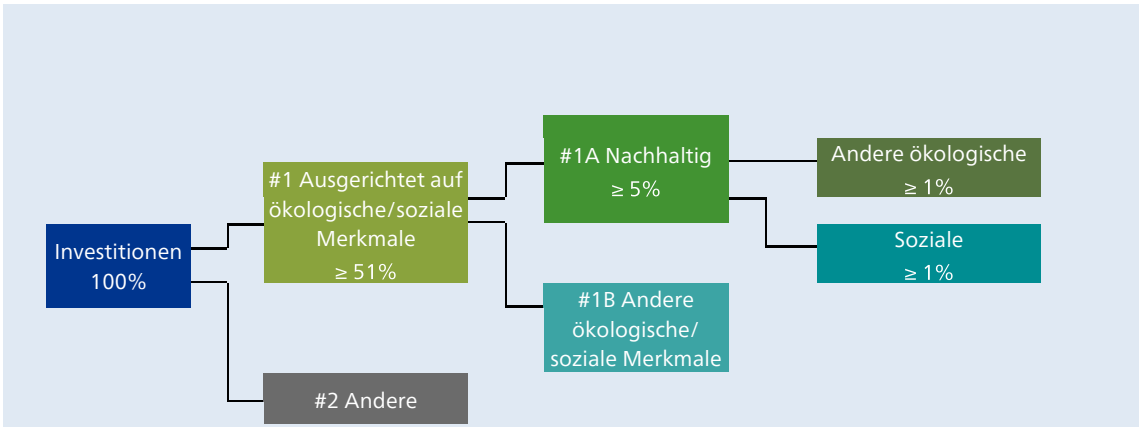 Investitionen
100%
#1 Ausgerichtet auf
ökologische/soziale
Merkmale
≥ 51%
#2 Andere
#1A Nachhaltig
≥ 5%
#1B Andere
ökologische/
soziale Merkmale
Andere ökologische
≥ 1%
Soziale
≥ 1%